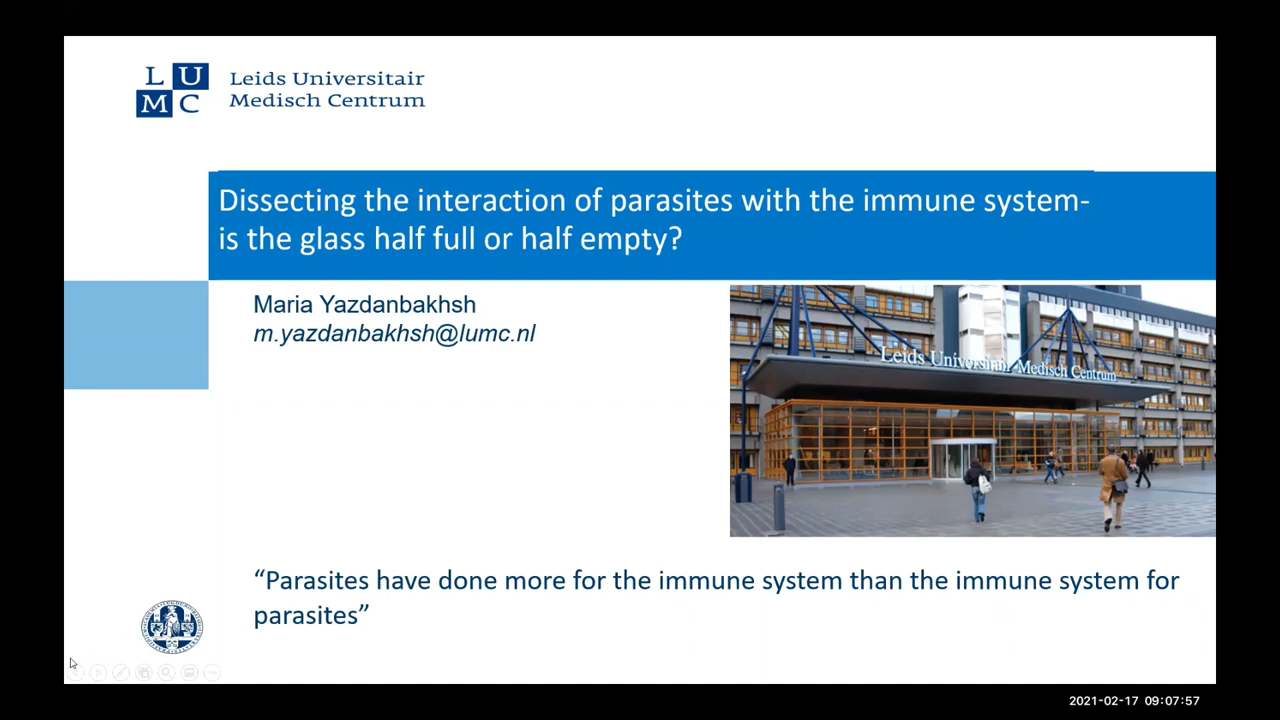 L U
M C
Leids Universitair
Medisch Centrum
Dissecting the interaction of parasites with the immune system-
is the glass half full or half empty?
Maria Yazdanbakhsh
m.yazdanbakhsh@lumc.nl
Leids Universitair Medisch Centrum
“Parasites have done more for the immune system than the immune system for
parasites”
2021-02-17 09:07:57